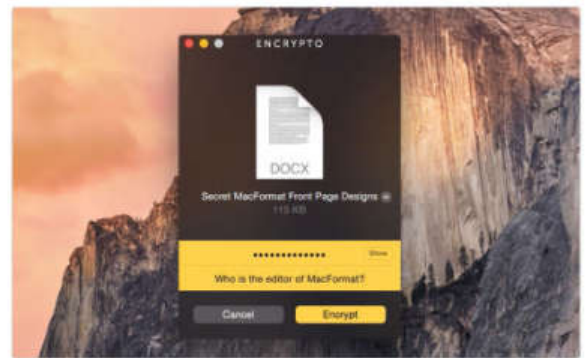 ENCRYPTO
DOCX
Secret MacFormat Front Page Designs
115 KB
•••••••••••••
Show
Who is the editor of MacFormat?
Cancel
Encrypt